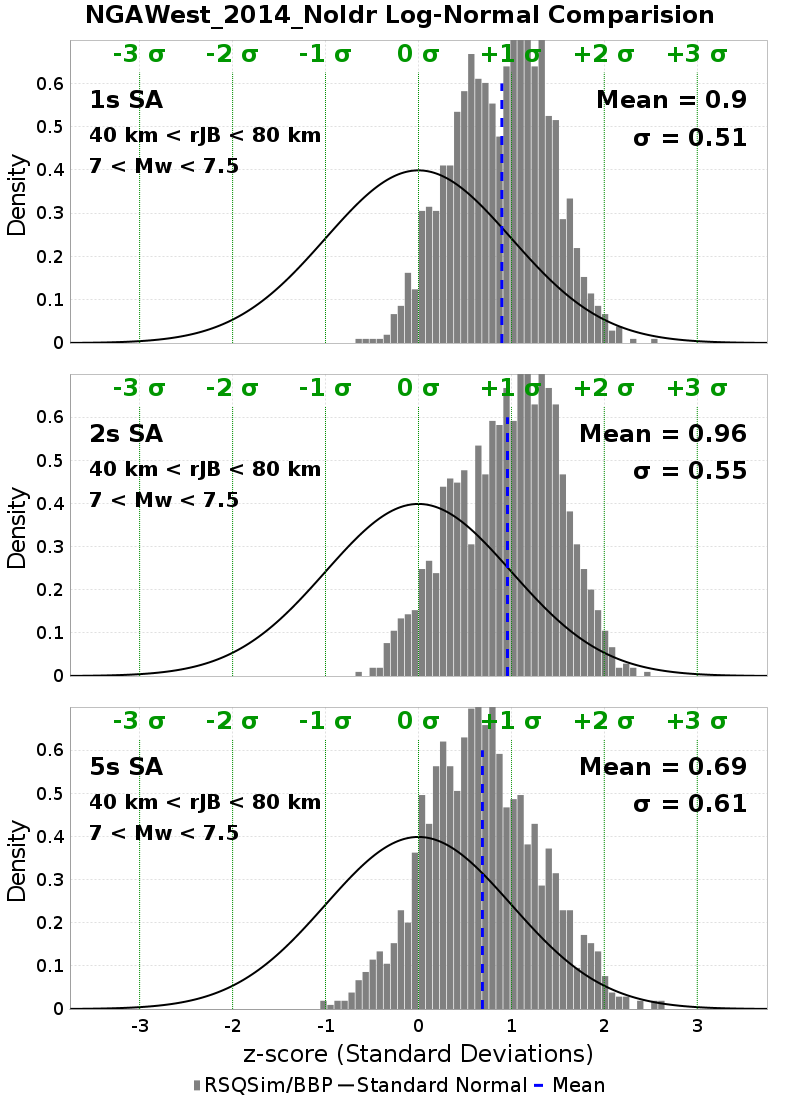 NGAWest_2014_NoIdr Log-Normal Comparision
-3 σ -2 σ -1 σ 0 σ +1 σ +2 σ +3 σ
1s SA Mean = 0.9
40 km < rJB < 80 km σ = 0.51
7 < Mw < 7.5
Density
0.6
0.5
0.4
0.3
0.2
0.1
0
-3 σ -2 σ -1 σ 0 σ +1 σ +2 σ +3 σ
2s SA Mean = 0.96
40 km < rJB < 80 km σ = 0.55
7 < Mw < 7.5
Density
0.6
0.5
0.4
0.3
0.2
0.1
0
-3 σ -2 σ -1 σ 0 σ +1 σ +2 σ +3 σ
5s SA Mean = 0.69
40 km < rJB < 80 km σ = 0.61
7 < Mw < 7.5
Density
0.6
0.5
0.4
0.3
0.2
0.1
0
-3 -2 -1 0 1 2 3
z-score (Standard Deviations)
RSQSim/BBP Standard Normal Mean